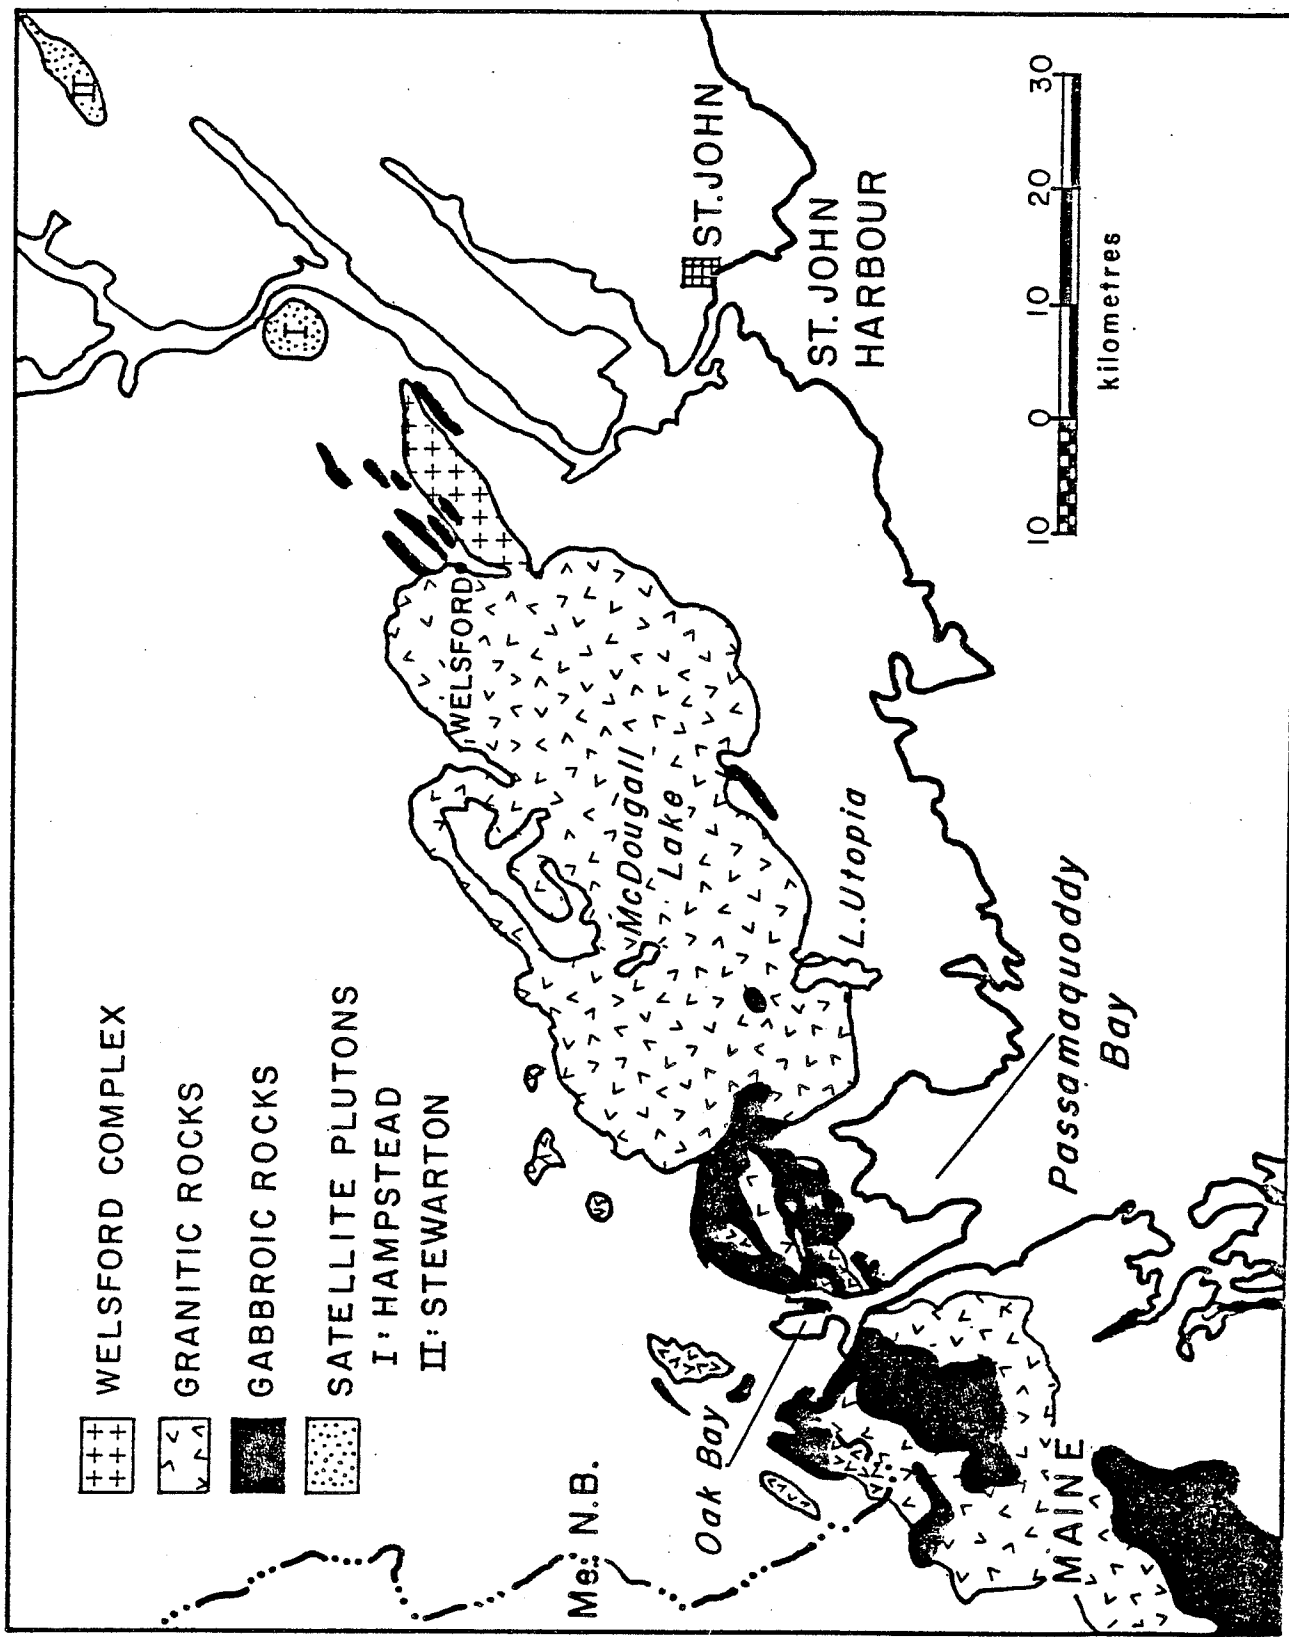 WELSFORD COMPLEX
GRANITIC ROCKS
GABBROIC ROCKS
SATELLITE PLUTONS
I: HAMPSTEAD
II: STEWARTON
II
I
WELSFORD
ST. JOHN
ST. JOHN
HARBOUR
McDougall
Lake
L. Utopia
Me. N.B.
Oak Bay
Passamaquoddy
Bay
MAINE
10 0 10 20 30
kilometres